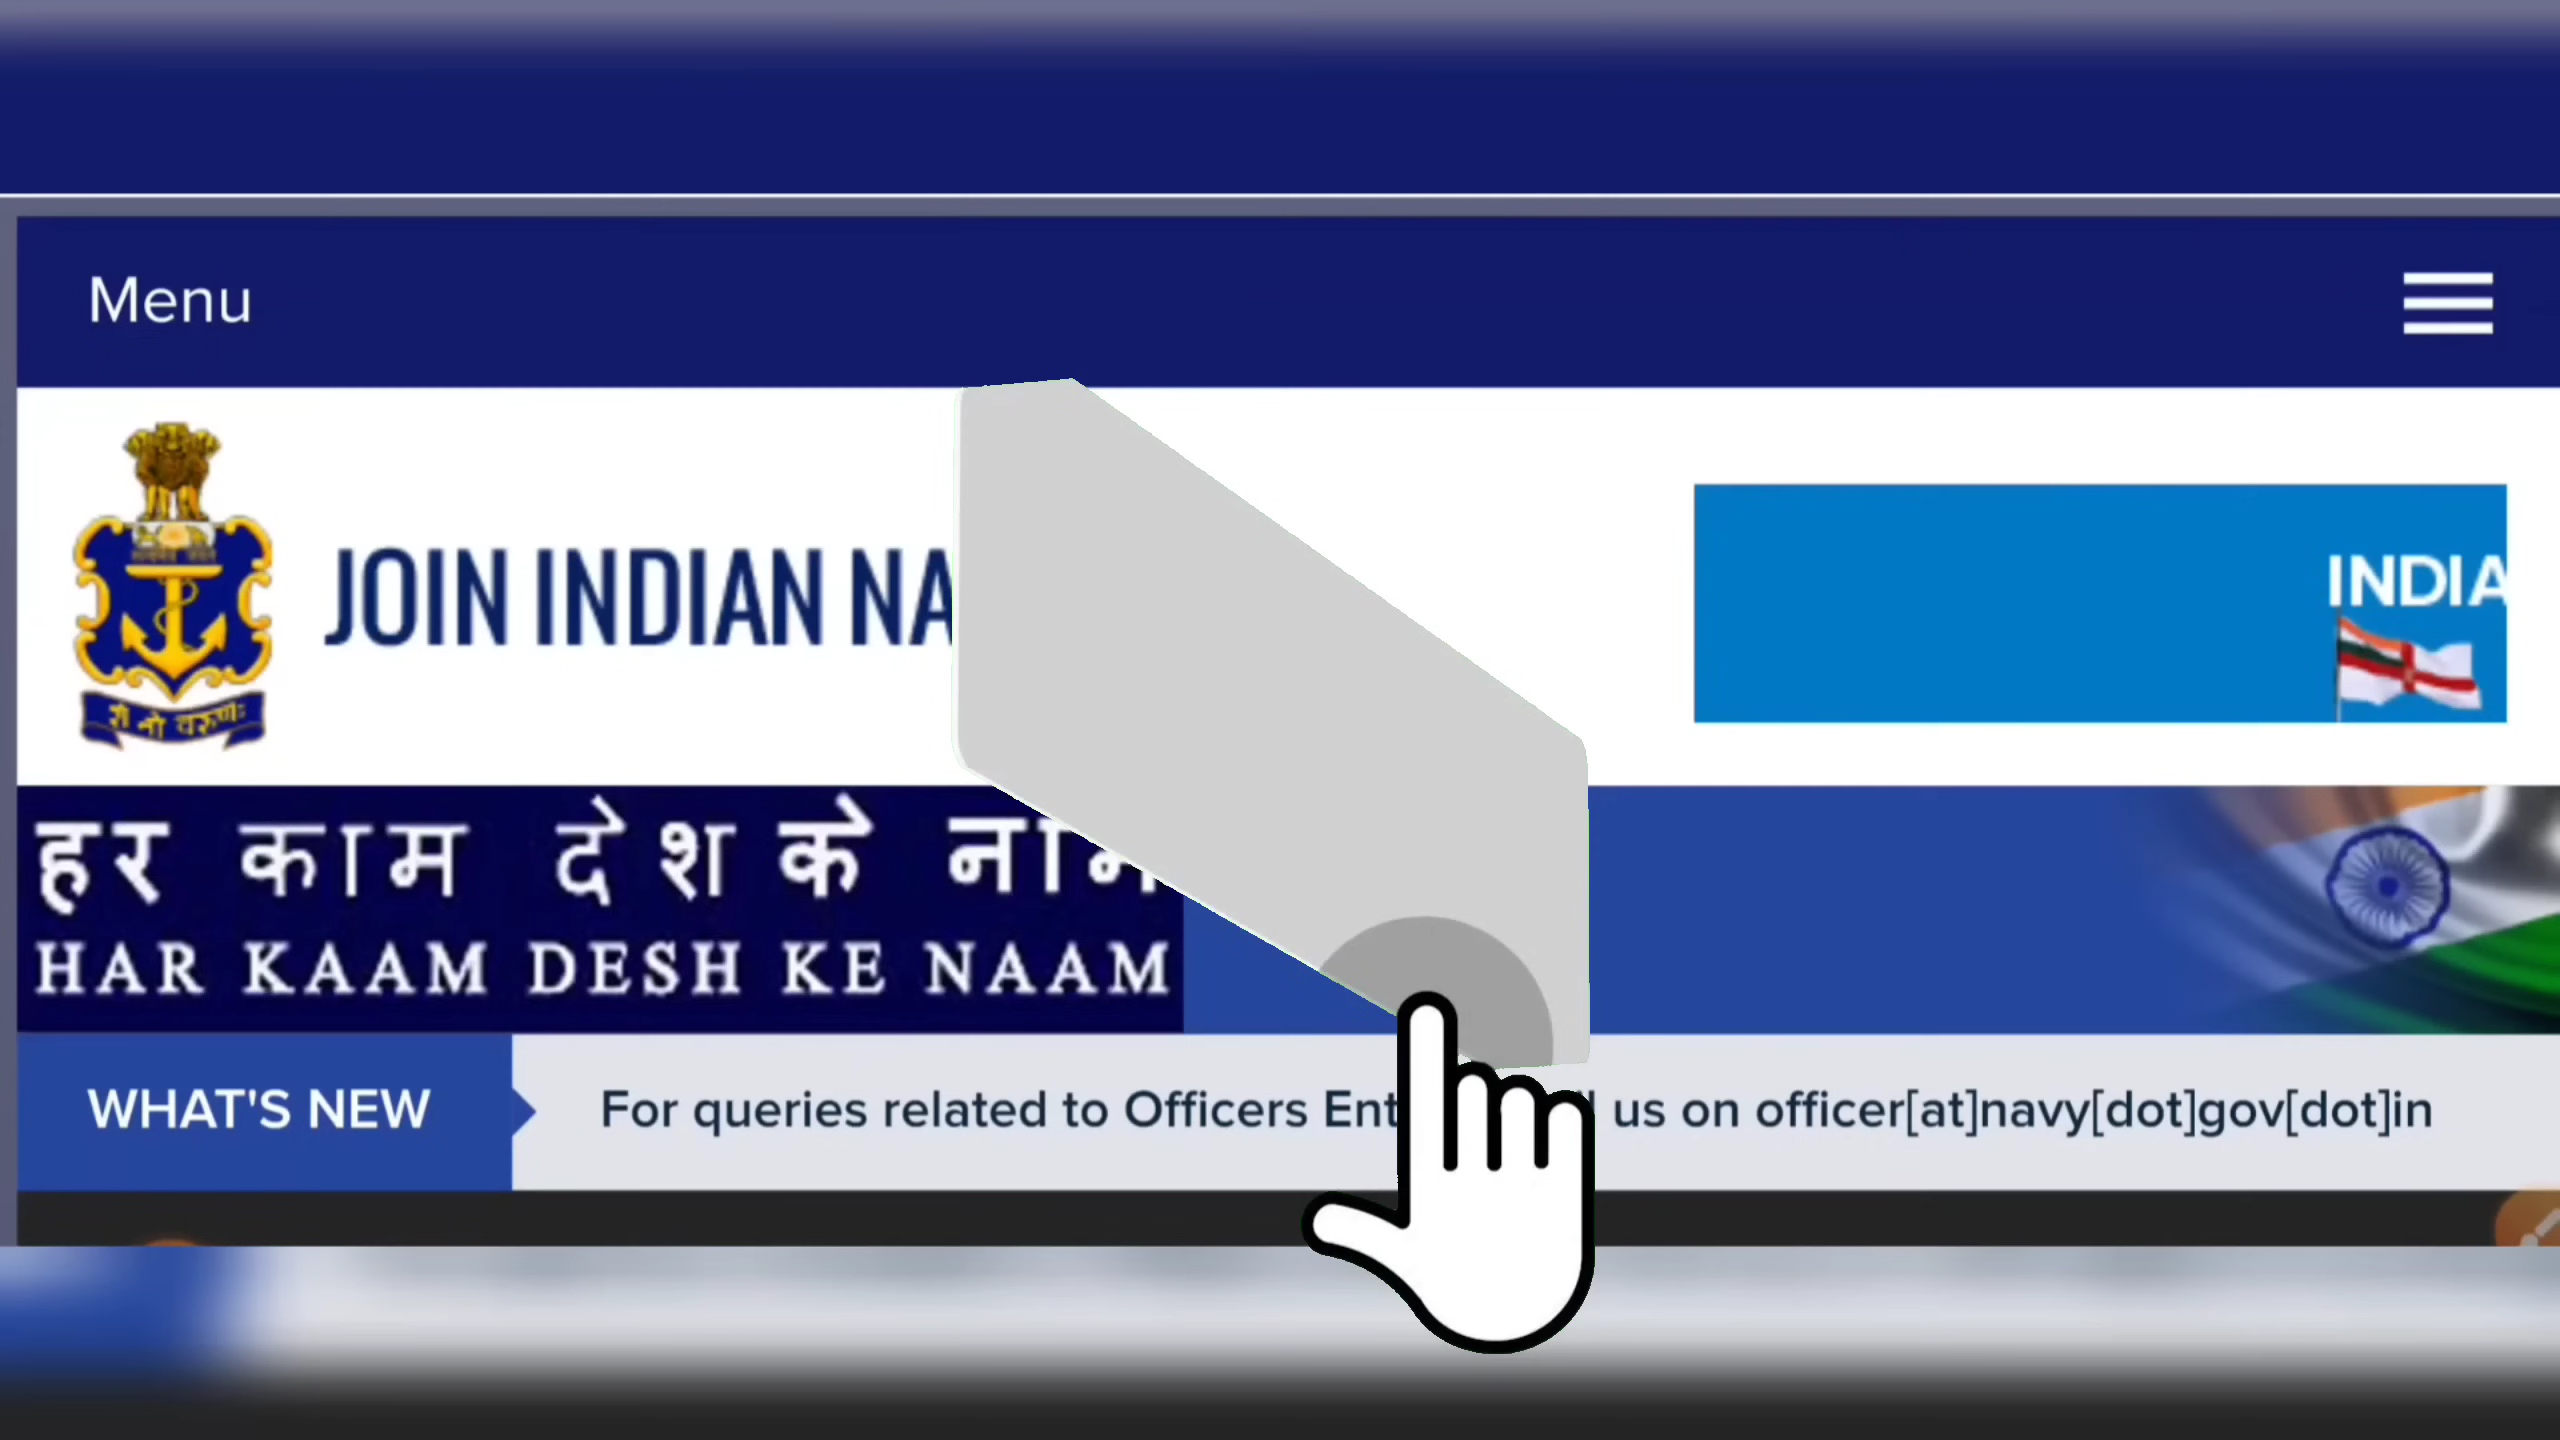 Menu
JOIN INDIAN NA
INDIA
शं नो वरुणः
हर काम देश के नाम
HAR KAAM DESH KE NAAM
WHAT'S NEW
For queries related to Officers Ent us on officer[at]navy[dot]gov[dot]in